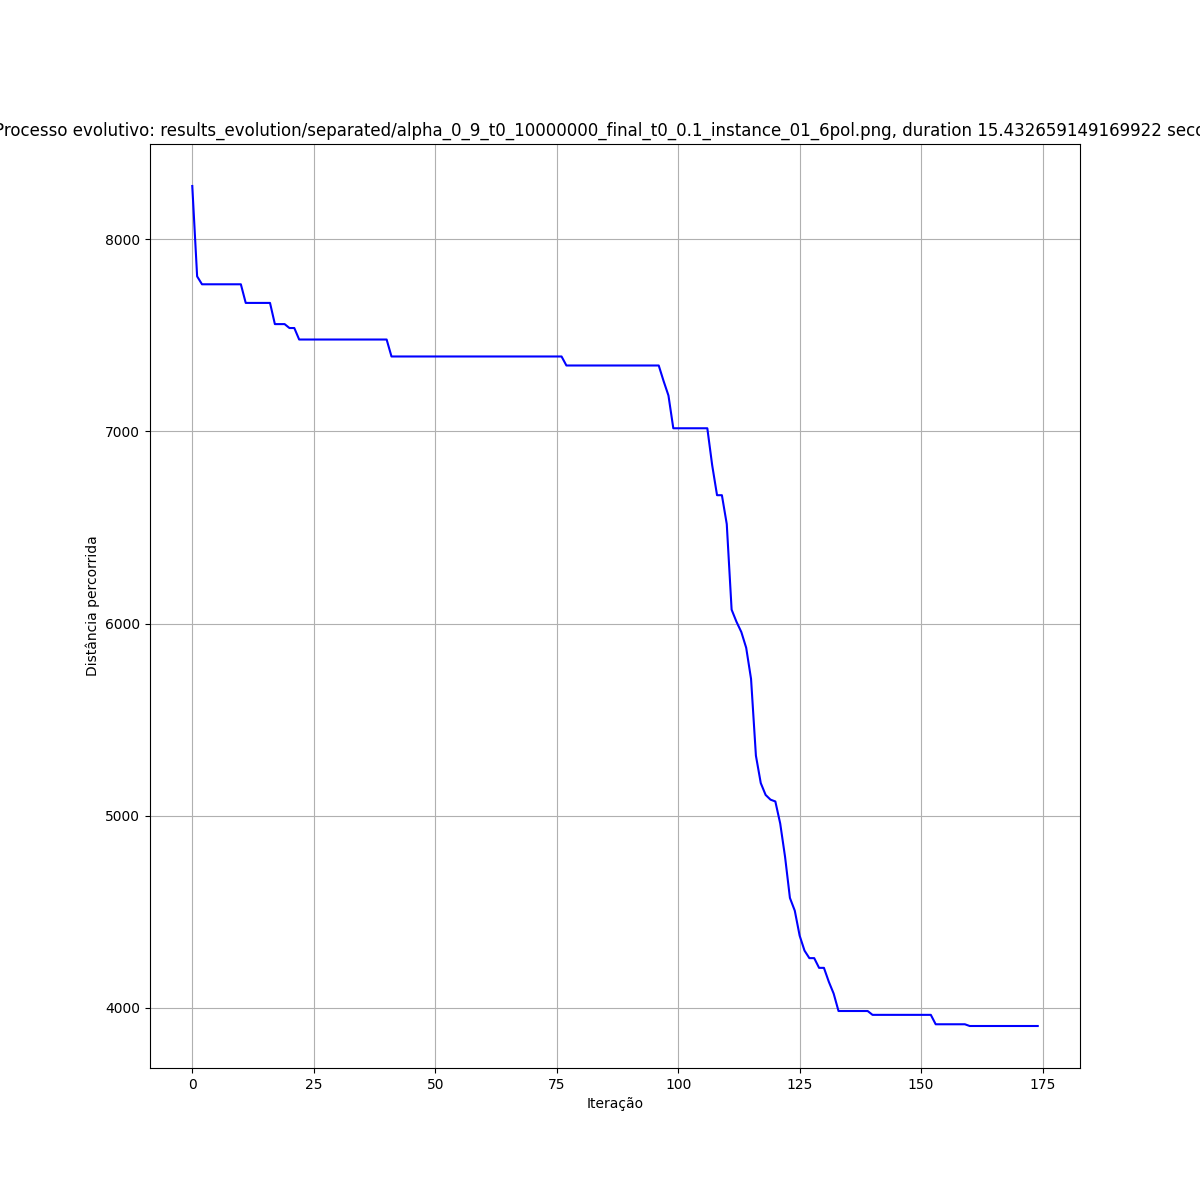 Processo evolutivo: results_evolution/separated/alpha_0_9_t0_10000000_final_t0_0.1_instance_01_6pol.png, duration 15.432659149169922
8000
7000
6000
5000
4000
Distância percorrida
0 25 50 75 100 125 150 175
Iteração